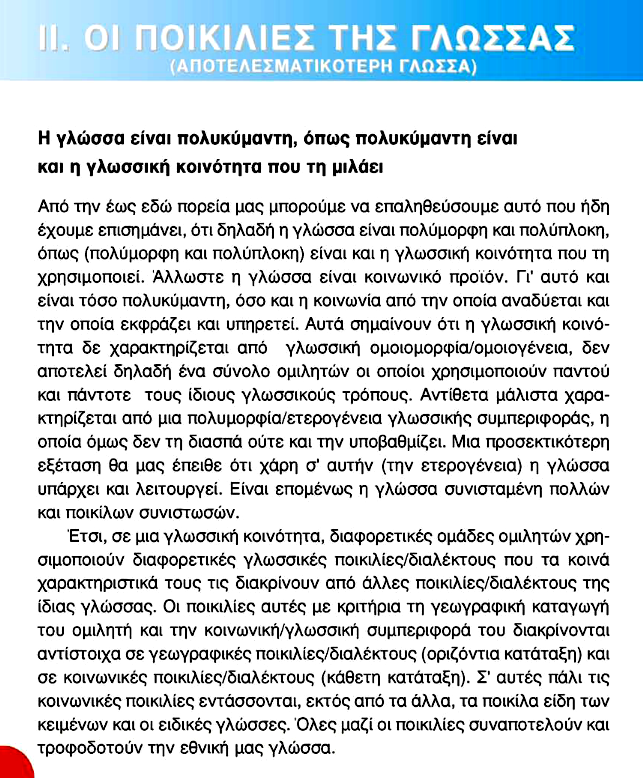 II. ΟΙ ΠΟΙΚΙΛΙΕΣ ΤΗΣ ΓΛΩΣΣΑΣ
(ΑΠΟΤΕΛΕΣΜΑΤΙΚΟΤΕΡΗ ΓΛΩΣΣΑ)
Η γλώσσα είναι πολυκύμαντη, όπως πολυκύμαντη είναι
και η γλωσσική κοινότητα που τη μιλάει
Από την έως εδώ πορεία μας μπορούμε να επαληθεύσουμε αυτό που ήδη
έχουμε επισημάνει, ότι δηλαδή η γλώσσα είναι πολύμορφη και πολύπλοκη,
όπως (πολύμορφη και πολύπλοκη) είναι και η γλωσσική κοινότητα που τη
χρησιμοποιεί. Άλλωστε η γλώσσα είναι κοινωνικό προϊόν. Γι' αυτό και
είναι τόσο πολυκύμαντη, όσο και η κοινωνία από την οποία αναδύεται και
την οποία εκφράζει και υπηρετεί. Αυτά σημαίνουν ότι η γλωσσική κοινό-
τητα δε χαρακτηρίζεται από γλωσσική ομοιομορφία/ομοιογένεια, δεν
αποτελεί δηλαδή ένα σύνολο ομιλητών οι οποίοι χρησιμοποιούν παντού
και πάντοτε τους ίδιους γλωσσικούς τρόπους. Αντίθετα μάλιστα χαρα-
κτηρίζεται από μια πολυμορφία/ετερογένεια γλωσσικής συμπεριφοράς, η
οποία όμως δεν τη διασπά ούτε και την υποβαθμίζει. Μια προσεκτικότερη
εξέταση θα μας έπειθε ότι χάρη σ' αυτήν (την ετερογένεια) η γλώσσα
υπάρχει και λειτουργεί. Είναι επομένως η γλώσσα συνισταμένη πολλών
και ποικίλων συνιστωσών.
Έτσι, σε μια γλωσσική κοινότητα, διαφορετικές ομάδες ομιλητών χρη-
σιμοποιούν διαφορετικές γλωσσικές ποικιλίες/διαλέκτους που τα κοινά
χαρακτηριστικά τους τις διακρίνουν από άλλες ποικιλίες/διαλέκτους της
ίδιας γλώσσας. Οι ποικιλίες αυτές με κριτήρια τη γεωγραφική καταγωγή
του ομιλητή και την κοινωνική/γλωσσική συμπεριφορά του διακρίνονται
αντίστοιχα σε γεωγραφικές ποικιλίες/διαλέκτους (οριζόντια κατάταξη) και
σε κοινωνικές ποικιλίες/διαλέκτους (κάθετη κατάταξη). Σ' αυτές πάλι τις
κοινωνικές ποικιλίες εντάσσονται, εκτός από τα άλλα, τα ποικίλα είδη των
κειμένων και οι ειδικές γλώσσες. Όλες μαζί οι ποικιλίες συναποτελούν και
τροφοδοτούν την εθνική μας γλώσσα.